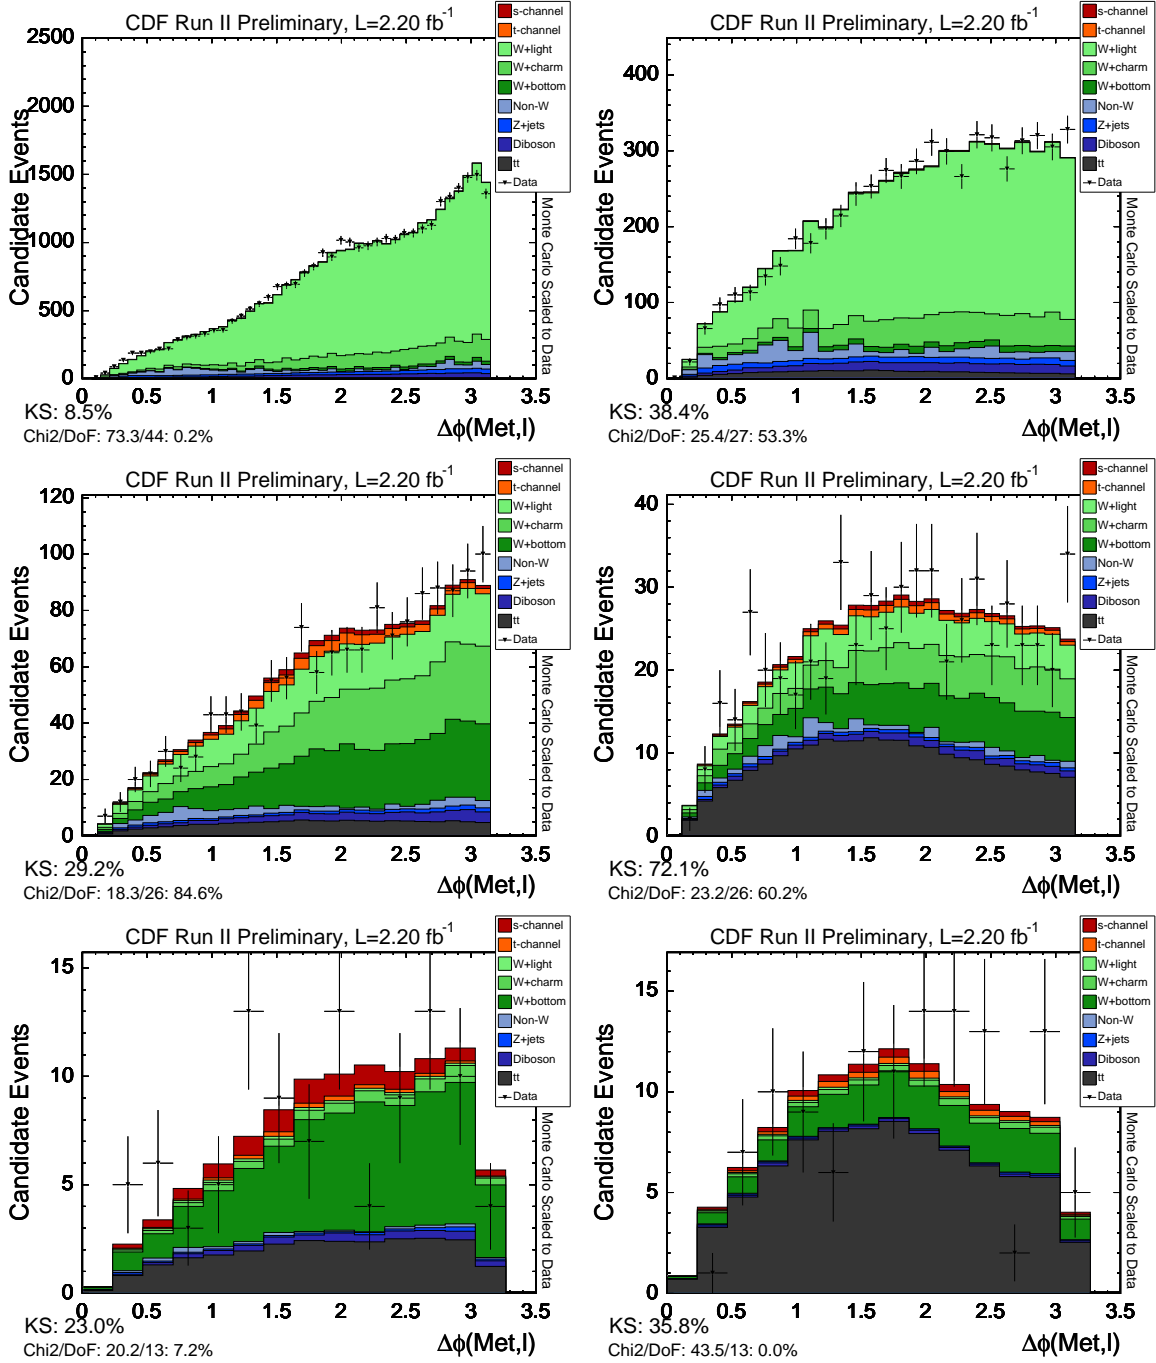 CDF Run II Preliminary, L=2.20 fb-1
Candidate Events
2500
2000
1500
1000
500
0
0 0.5 1 1.5 2 2.5 3 3.5
Δϕ(Met,l)
KS: 8.5%
Chi2/DoF: 73.3/44: 0.2%
s-channel
t-channel
W+light
W+charm
W+bottom
Non-W
Z+jets
Diboson
tt
Data
Monte Carlo Scaled to Data
CDF Run II Preliminary, L=2.20 fb-1
Candidate Events
400
300
200
100
0
0 0.5 1 1.5 2 2.5 3 3.5
Δϕ(Met,l)
KS: 38.4%
Chi2/DoF: 25.4/27: 53.3%
s-channel
t-channel
W+light
W+charm
W+bottom
Non-W
Z+jets
Diboson
tt
Data
Monte Carlo Scaled to Data
CDF Run II Preliminary, L=2.20 fb-1
Candidate Events
120
100
80
60
40
20
0
0 0.5 1 1.5 2 2.5 3 3.5
Δϕ(Met,l)
KS: 29.2%
Chi2/DoF: 18.3/26: 84.6%
s-channel
t-channel
W+light
W+charm
W+bottom
Non-W
Z+jets
Diboson
tt
Data
Monte Carlo Scaled to Data
CDF Run II Preliminary, L=2.20 fb-1
Candidate Events
40
30
20
10
0
0 0.5 1 1.5 2 2.5 3 3.5
Δϕ(Met,l)
KS: 72.1%
Chi2/DoF: 23.2/26: 60.2%
s-channel
t-channel
W+light
W+charm
W+bottom
Non-W
Z+jets
Diboson
tt
Data
Monte Carlo Scaled to Data
CDF Run II Preliminary, L=2.20 fb-1
Candidate Events
15
10
5
0
0 0.5 1 1.5 2 2.5 3 3.5
Δϕ(Met,l)
KS: 23.0%
Chi2/DoF: 20.2/13: 7.2%
s-channel
t-channel
W+light
W+charm
W+bottom
Non-W
Z+jets
Diboson
tt
Data
Monte Carlo Scaled to Data
CDF Run II Preliminary, L=2.20 fb-1
Candidate Events
15
10
5
0
0 0.5 1 1.5 2 2.5 3 3.5
Δϕ(Met,l)
KS: 35.8%
Chi2/DoF: 43.5/13: 0.0%
s-channel
t-channel
W+light
W+charm
W+bottom
Non-W
Z+jets
Diboson
tt
Data
Monte Carlo Scaled to Data